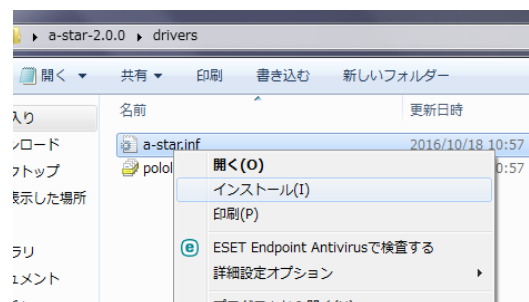 a-star-2.0.0 ▸ drivers
開く 共有 印刷 書き込む 新しいフォルダー
入り 名前 更新日時
ンロード a-star.inf 2016/10/18 10:57
クトップ polol 0:57
表示した場所
開く(O)
インストール(I)
印刷(P)
ラリ ESET Endpoint Antivirusで検査する
ュメント 詳細設定オプション